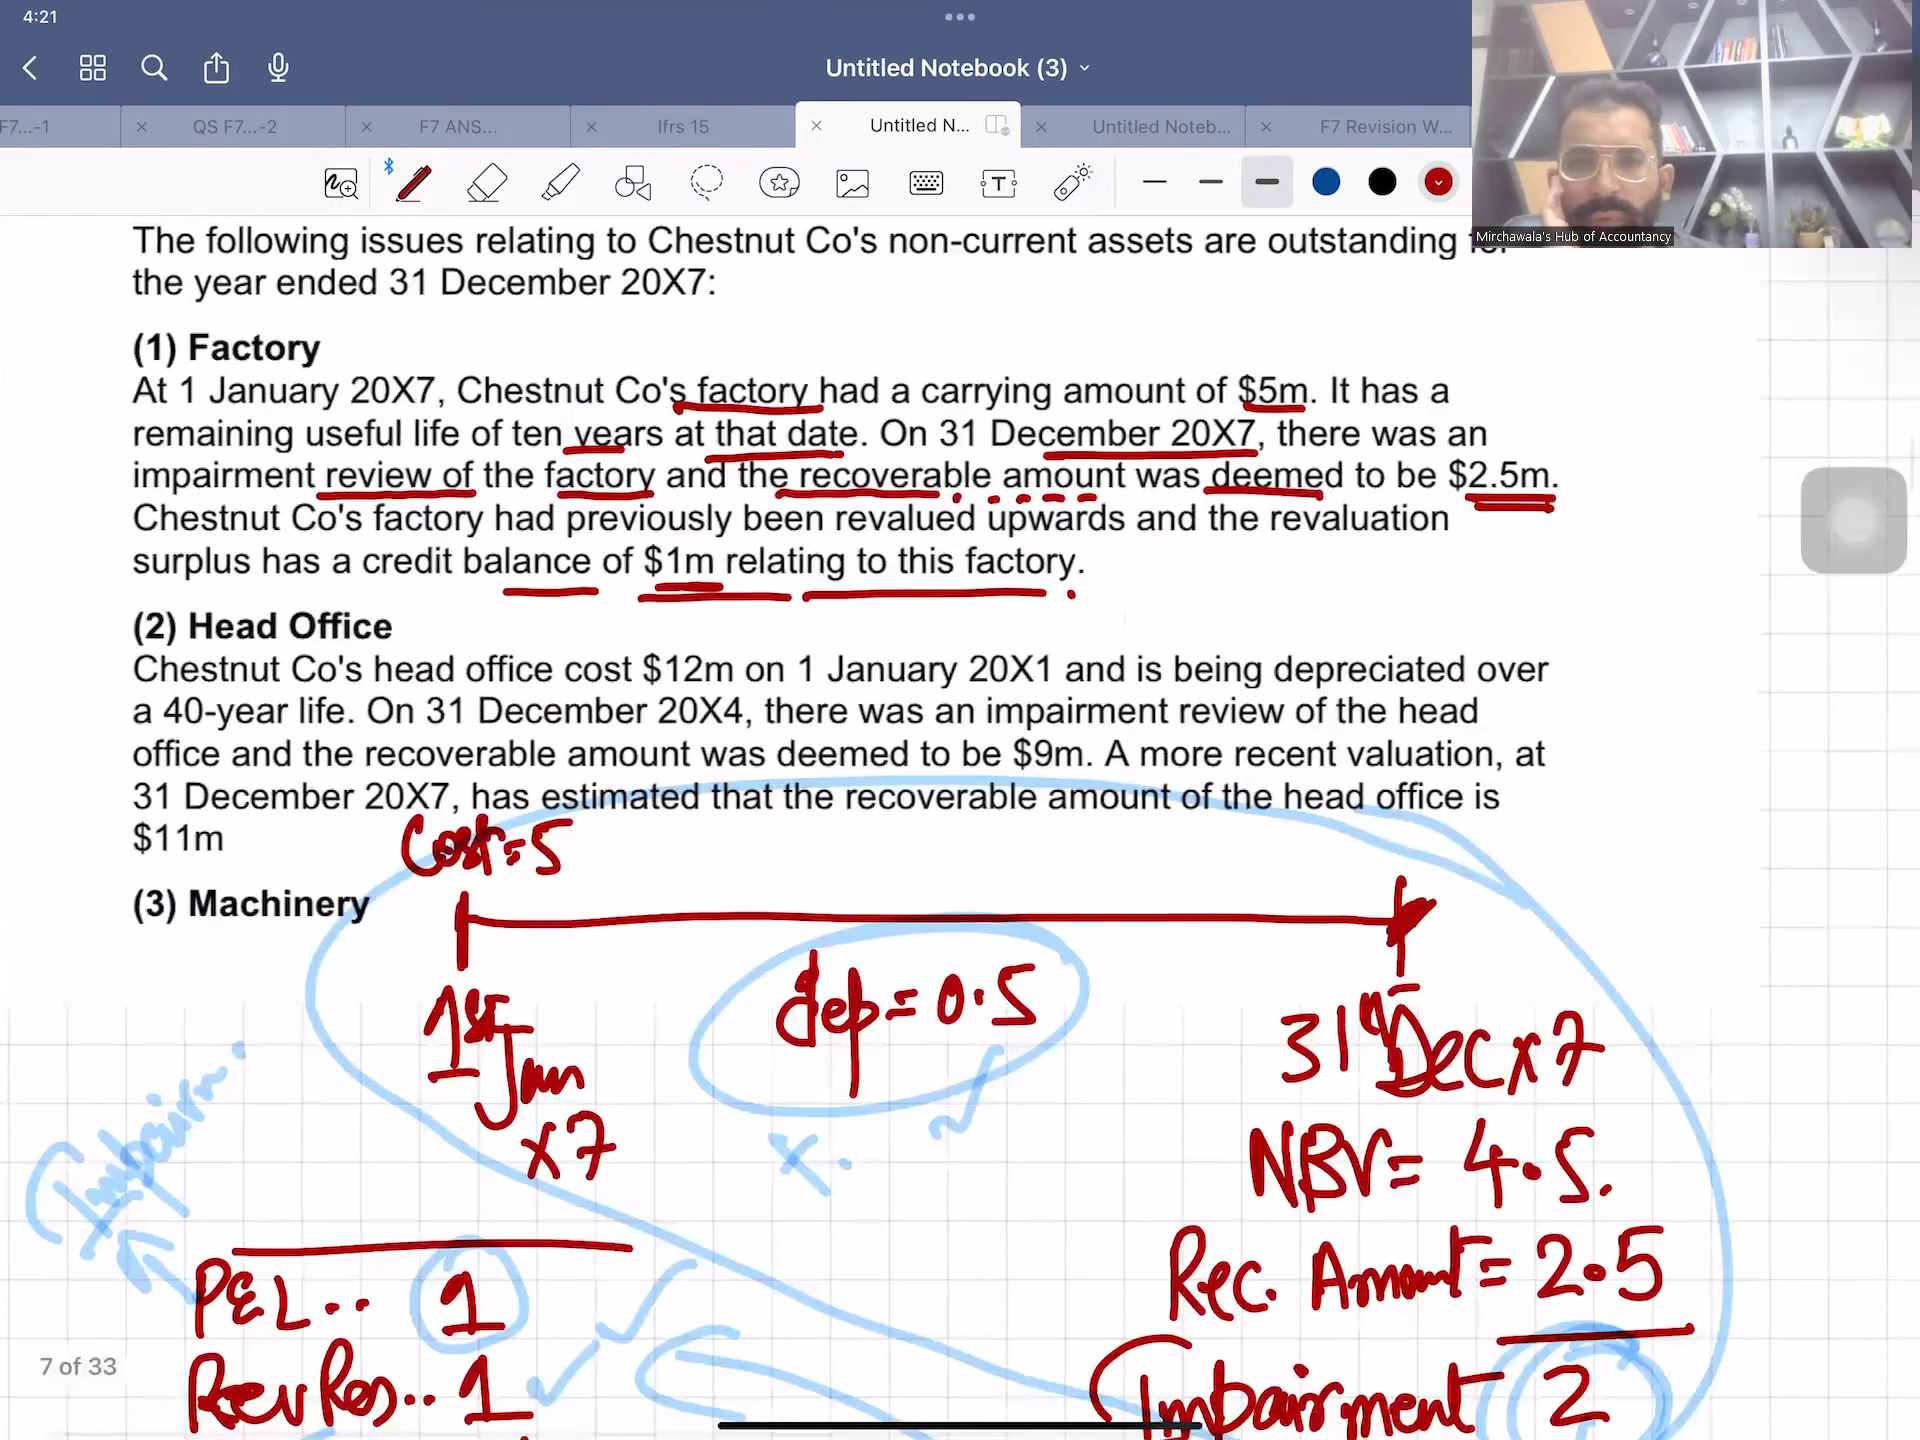 4:21
Untitled Notebook (3)
F7...-1
QS F7...-2
F7 ANS...
Ifrs 15
Untitled N...
Untitled Noteb...
F7 Revision W...
Mirchawala's Hub of Accountancy
The following issues relating to Chestnut Co's non-current assets are outstanding for
the year ended 31 December 20X7:
(1) Factory
At 1 January 20X7, Chestnut Co's factory had a carrying amount of $5m. It has a
remaining useful life of ten years at that date. On 31 December 20X7, there was an
impairment review of the factory and the recoverable amount was deemed to be $2.5m.
Chestnut Co's factory had previously been revalued upwards and the revaluation
surplus has a credit balance of $1m relating to this factory.
(2) Head Office
Chestnut Co's head office cost $12m on 1 January 20X1 and is being depreciated over
a 40-year life. On 31 December 20X4, there was an impairment review of the head
office and the recoverable amount was deemed to be $9m. A more recent valuation, at
31 December 20X7, has estimated that the recoverable amount of the head office is
$11m
Cost=5
(3) Machinery
dep=0.5
1st Jan
x7
31st Dec x7
Impairm.
NBV= 4.5.
Rec. Amount= 2.5
P&L.. 1
Rev Res.. 1
Impairment 2
7 of 33